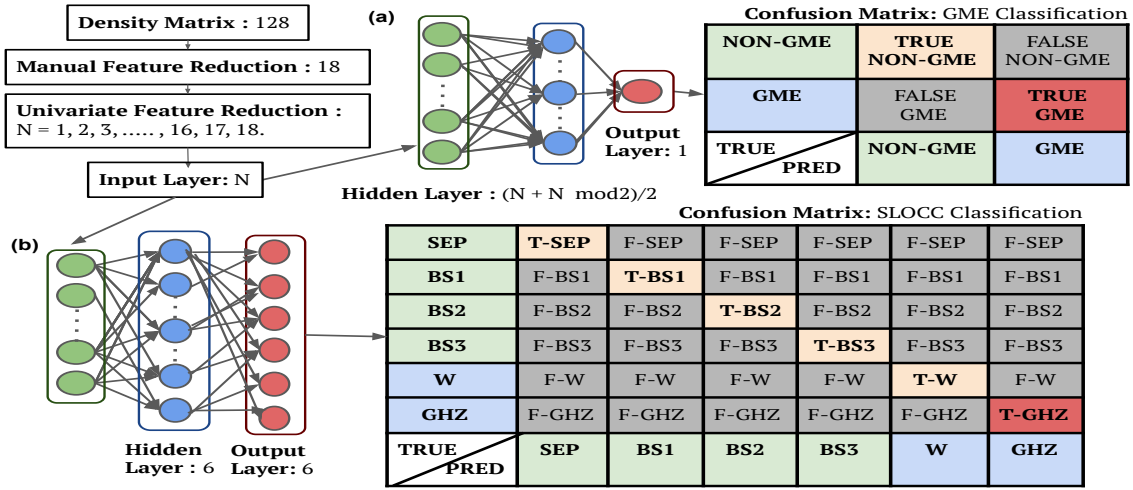 Density Matrix : 128
Manual Feature Reduction : 18
Univariate Feature Reduction :
N = 1, 2, 3, ..... , 16, 17, 18.
Input Layer: N
(a)
Output
Layer: 1
Hidden Layer : (N + N mod2)/2
Confusion Matrix: GME Classification
NON-GME
TRUE
NON-GME
FALSE
NON-GME
GME
FALSE
GME
TRUE
GME
TRUE
PRED
NON-GME
GME
(b)
Hidden
Layer : 6
Output
Layer: 6
Confusion Matrix: SLOCC Classification
SEP T-SEP F-SEP F-SEP F-SEP F-SEP F-SEP
BS1 F-BS1 T-BS1 F-BS1 F-BS1 F-BS1 F-BS1
BS2 F-BS2 F-BS2 T-BS2 F-BS2 F-BS2 F-BS2
BS3 F-BS3 F-BS3 F-BS3 T-BS3 F-BS3 F-BS3
W F-W F-W F-W F-W T-W F-W
GHZ F-GHZ F-GHZ F-GHZ F-GHZ F-GHZ T-GHZ
TRUE
PRED
SEP BS1 BS2 BS3 W GHZ